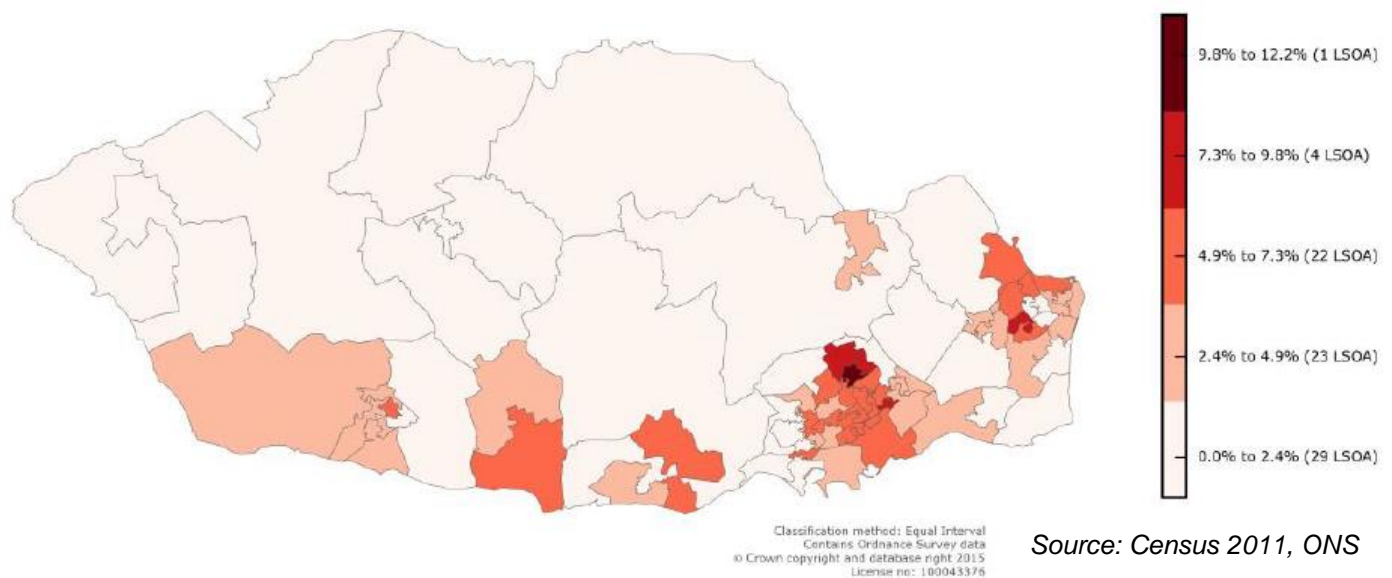 9.8% to 12.2% (1 LSOA)
7.3% to 9.8% (4 LSOA)
4.9% to 7.3% (22 LSOA)
2.4% to 4.9% (23 LSOA)
0.0% to 2.4% (29 LSOA)
Classification method: Equal Interval
Contains Ordnance Survey data
© Crown copyright and database right 2015
License no: 100043376
Source: Census 2011, ONS